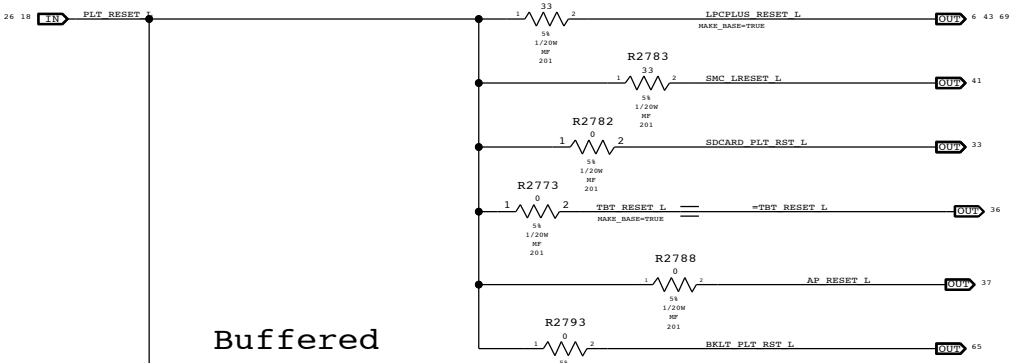 26 18 IN PLT_RESET_L
33
1 2 LPCPLUS_RESET_L OUT 6 43 69
MAKE_BASE=TRUE
5%
1/20W
MF
201
R2783
33
1 2 SMC_LRESET_L OUT 41
5%
1/20W
MF
201
R2782
0
1 2 SDCARD_PLT_RST_L OUT 33
5%
1/20W
MF
201
R2773
0
1 2 TBT_RESET_L =TBT_RESET_L OUT 36
MAKE_BASE=TRUE
5%
1/20W
MF
201
R2788
0
1 2 AP_RESET_L OUT 37
5%
1/20W
MF
201
Buffered
R2793
0
1 2 BKLT_PLT_RST_L OUT 65
5%